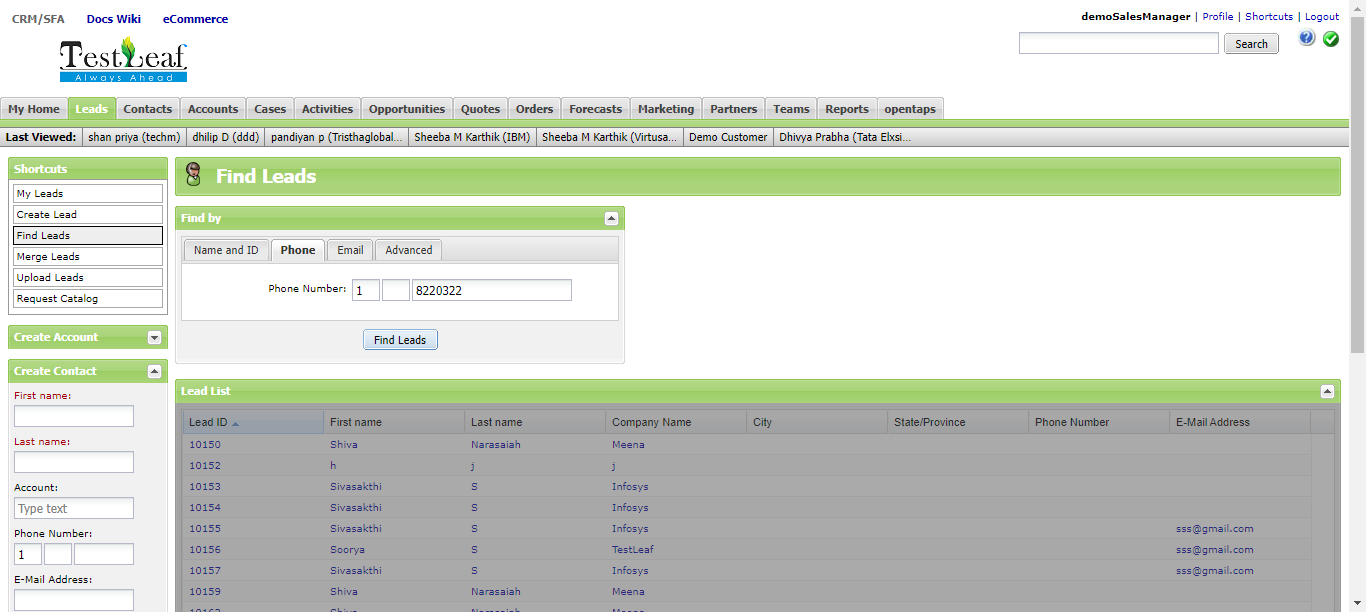 CRM/SFA Docs Wiki eCommerce
demoSalesManager | Profile | Shortcuts | Logout
TestLeaf
Always Ahead
Search
My Home Leads Contacts Accounts Cases Activities Opportunities Quotes Orders Forecasts Marketing Partners Teams Reports opentaps
Last Viewed: shan priya (techm) dhilip D (ddd) pandiyan p (Tristhaglobal... Sheeba M Karthik (IBM) Sheeba M Karthik (Virtusa... Demo Customer Dhivya Prabha (Tata Elxsi...
Shortcuts
My Leads
Create Lead
Find Leads
Merge Leads
Upload Leads
Request Catalog
Create Account
Create Contact
First name:
Last name:
Account:
Type text
Phone Number:
1
E-Mail Address:
Find Leads
Find by
Name and ID Phone Email Advanced
Phone Number: 1 8220322
Find Leads
Lead List
Lead ID First name Last name Company Name City State/Province Phone Number E-Mail Address
10150 Shiva Narasaiah Meena
10152 h j j
10153 Sivasakthi S Infosys
10154 Sivasakthi S Infosys
10155 Sivasakthi S Infosys sss@gmail.com
10156 Soorya S TestLeaf sss@gmail.com
10157 Sivasakthi S Infosys sss@gmail.com
10159 Shiva Narasaiah Meena